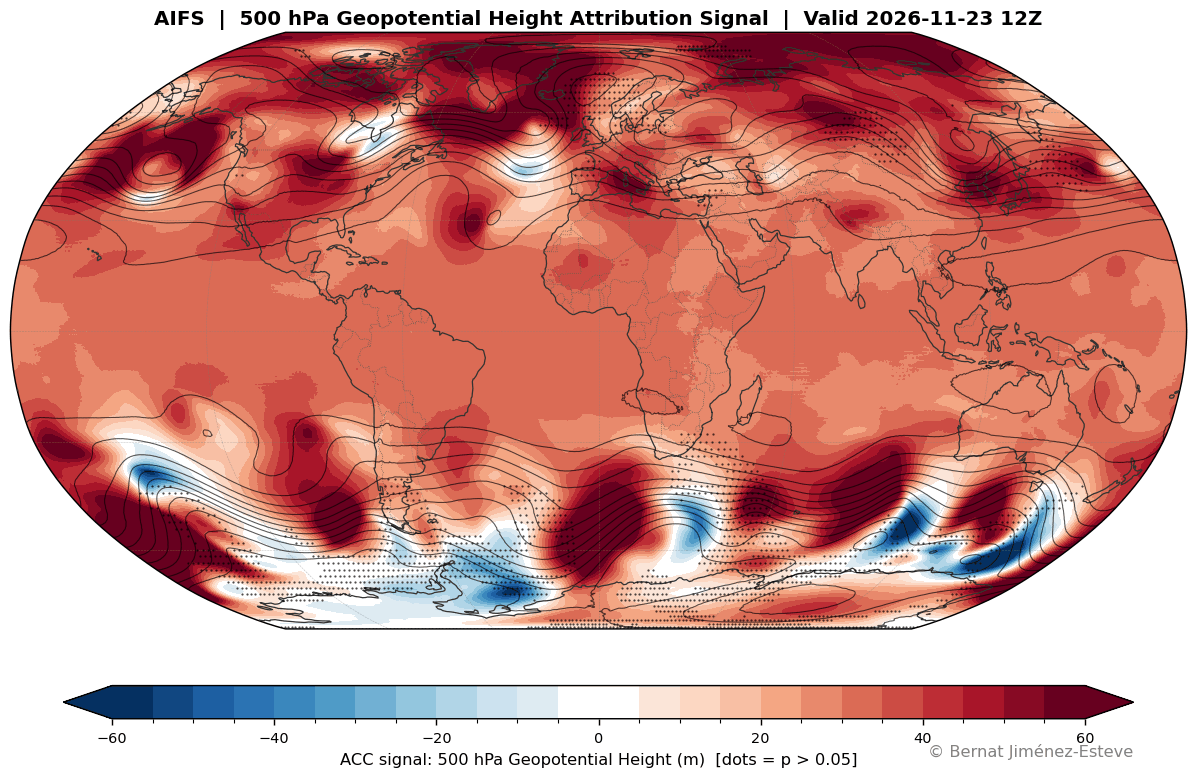 AIFS | 500 hPa Geopotential Height Attribution Signal | Valid 2026-11-23 12Z
−60 −40 −20 0 20 40 60
© Bernat Jiménez-Esteve
ACC signal: 500 hPa Geopotential Height (m) [dots = p > 0.05]